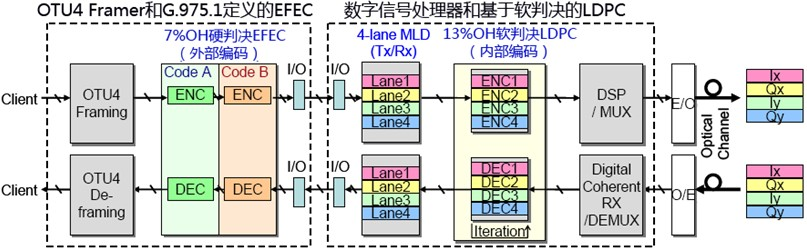 OTU4 Framer和G.975.1定义的EFEC
数字信号处理器和基于软判决的LDPC
7%OH硬判决EFEC
（外部编码）
4-lane MLD
(Tx/Rx)
13%OH软判决LDPC
（内部编码）
Code A
Code B
I/O
I/O
Client
OTU4
Framing
ENC
ENC
Lane1
Lane2
Lane3
Lane4
ENC1
ENC2
ENC3
ENC4
DSP
/ MUX
E/O
Optical
Channel
Ix
Qx
Iy
Qy
Client
OTU4
De-
framing
DEC
DEC
I/O
I/O
Lane1
Lane2
Lane3
Lane4
DEC1
DEC2
DEC3
DEC4
Iteration
Digital
Coherent
RX
/DEMUX
O/E
Ix
Qx
Iy
Qy